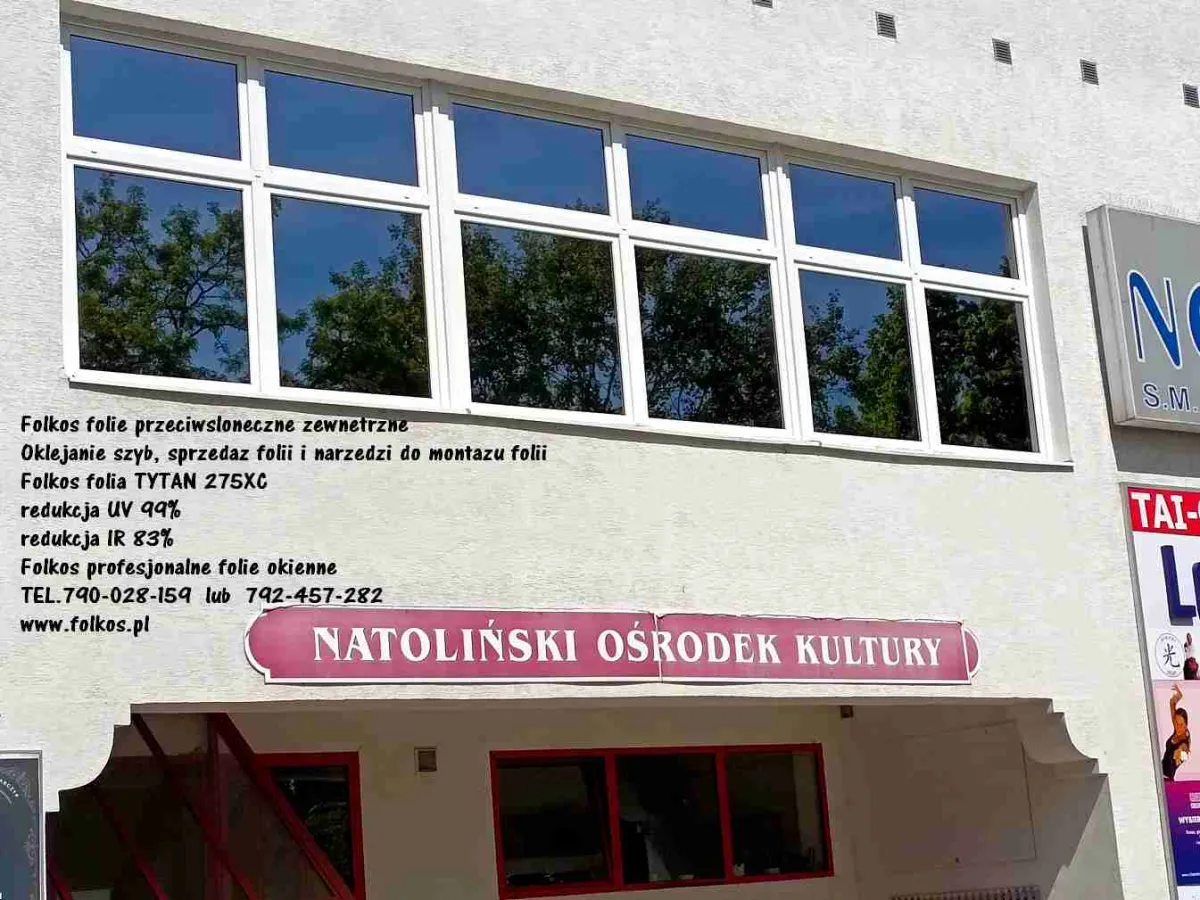 Folkos folie przeciwsloneczne zewnetrzne
Oklejanie szyb, sprzedaz folii i narzedzi do montazu folii
Folkos folia TYTAN 275XC
redukcja UV 99%
redukcja IR 83%
Folkos profesjonalne folie okienne
TEL.790-028-159 lub 792-457-282
www.folkos.pl
NATOLIŃSKI OŚRODEK KULTURY
S.M.
TAI-
光